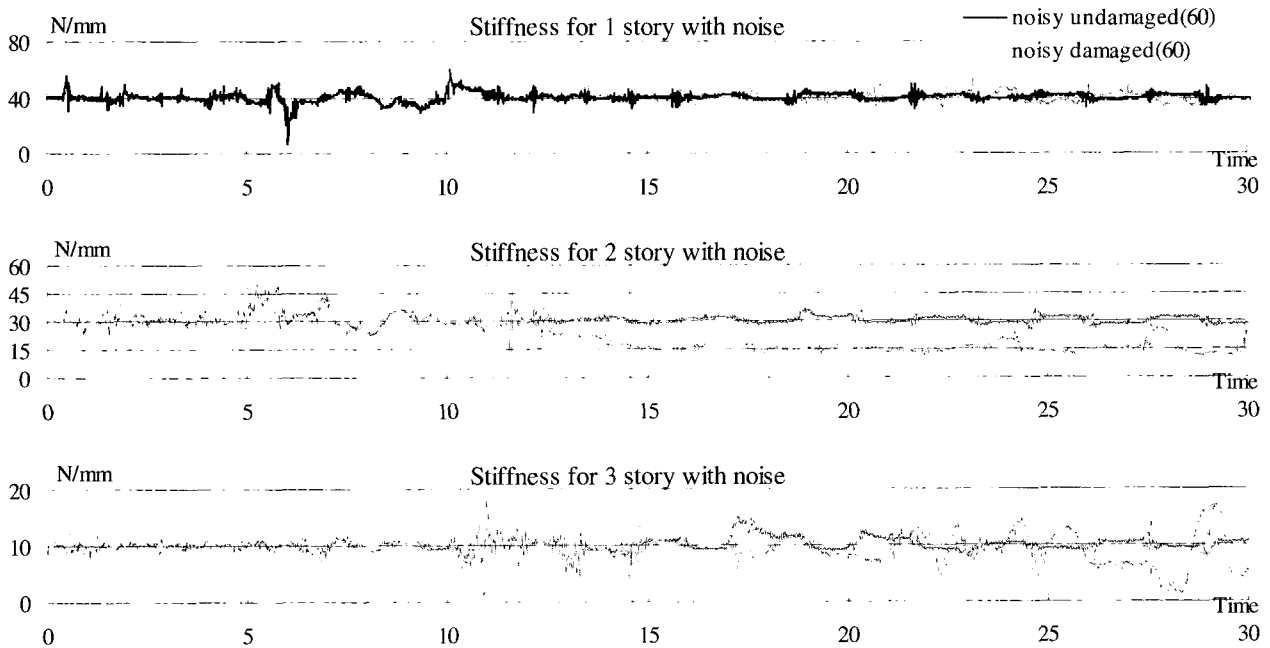 N/mm Stiffness for 1 story with noise
noisy undamaged(60)
noisy damaged(60)
80
40
0
Time
0 5 10 15 20 25 30
N/mm Stiffness for 2 story with noise
60
45
30
15
0
Time
0 5 10 15 20 25 30
N/mm Stiffness for 3 story with noise
20
10
0
Time
0 5 10 15 20 25 30